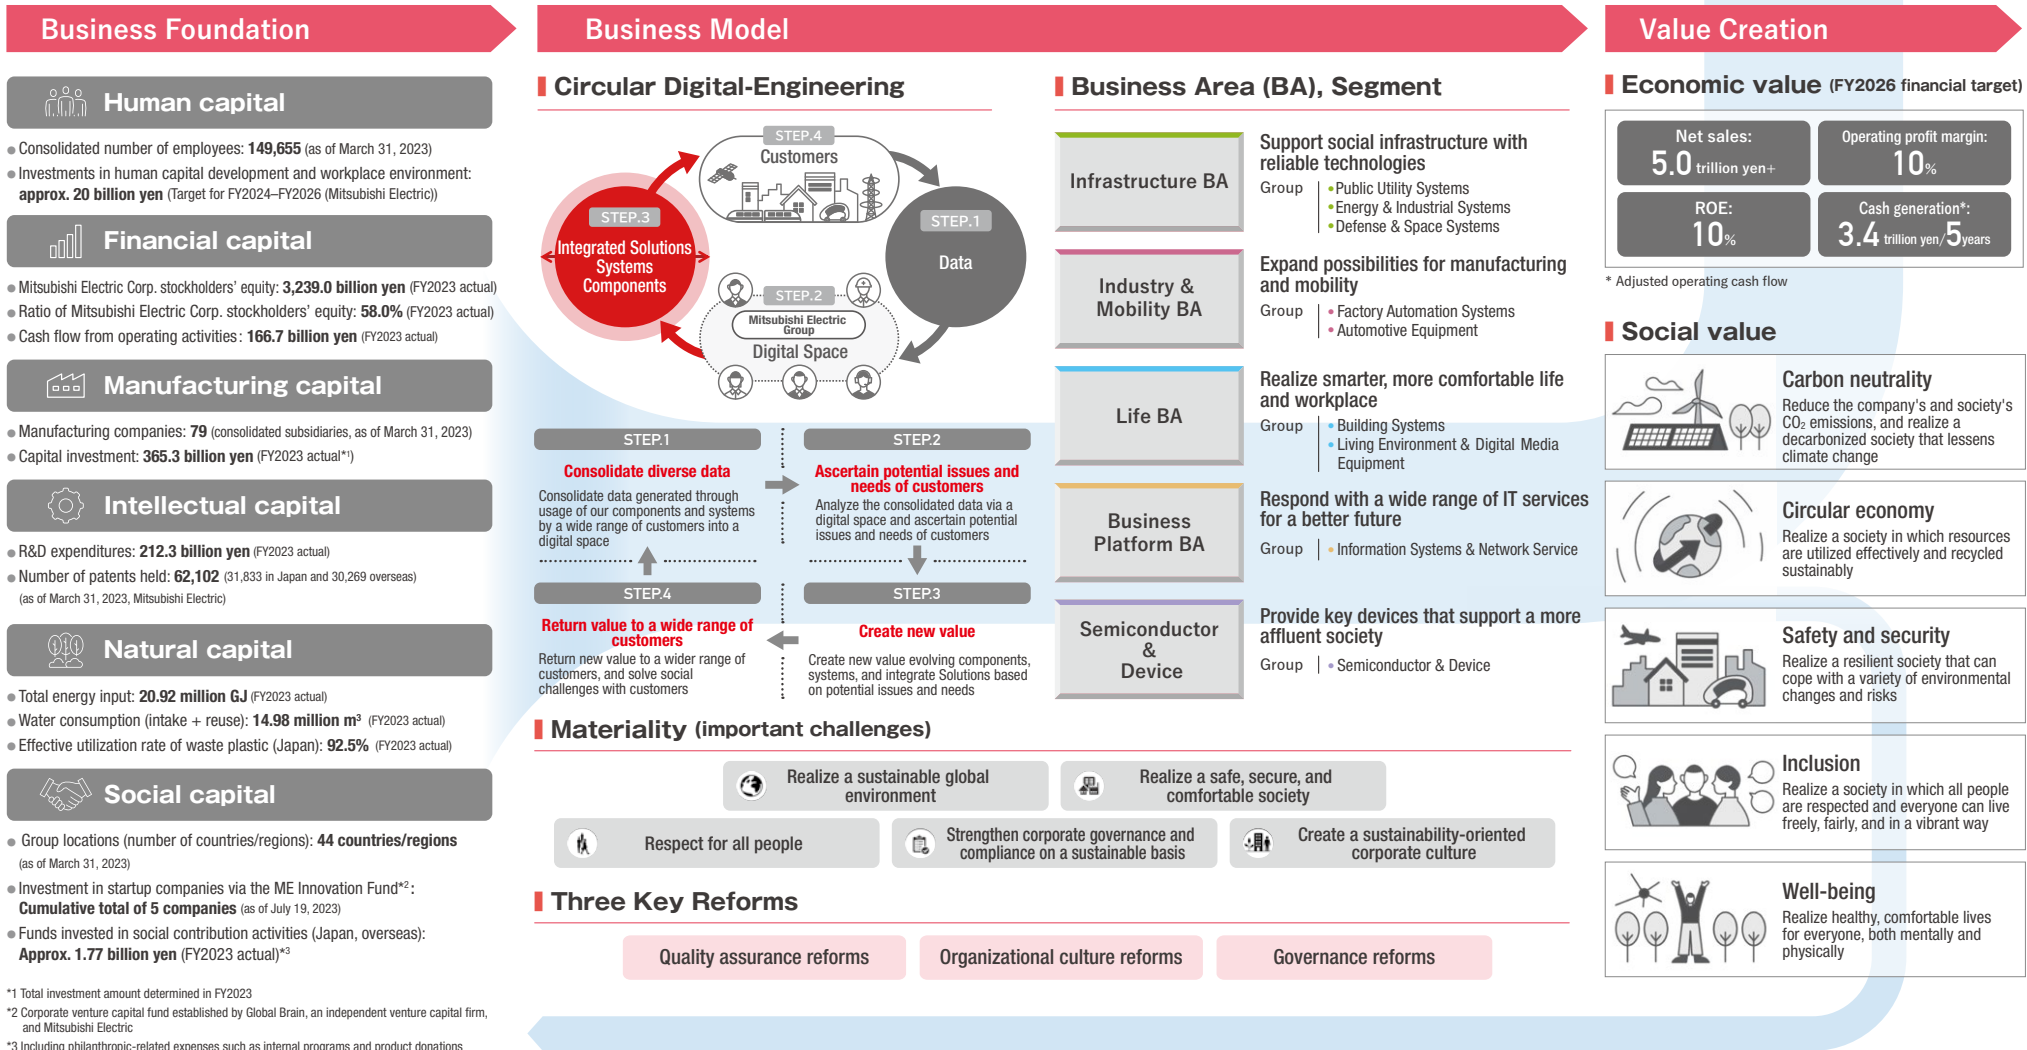 Business Foundation
Human capital
Consolidated number of employees: 149,655 (as of March 31, 2023)
Investments in human capital development and workplace environment:
approx. 20 billion yen (Target for FY2024–FY2026 (Mitsubishi Electric))
Financial capital
Mitsubishi Electric Corp. stockholders' equity: 3,239.0 billion yen (FY2023 actual)
Ratio of Mitsubishi Electric Corp. stockholders' equity: 58.0% (FY2023 actual)
Cash flow from operating activities: 166.7 billion yen (FY2023 actual)
Manufacturing capital
Manufacturing companies: 79 (consolidated subsidiaries, as of March 31, 2023)
Capital investment: 365.3 billion yen (FY2023 actual*1)
Intellectual capital
R&D expenditures: 212.3 billion yen (FY2023 actual)
Number of patents held: 62,102 (31,833 in Japan and 30,269 overseas)
(as of March 31, 2023, Mitsubishi Electric)
Natural capital
Total energy input: 20.92 million GJ (FY2023 actual)
Water consumption (intake + reuse): 14.98 million m³ (FY2023 actual)
Effective utilization rate of waste plastic (Japan): 92.5% (FY2023 actual)
Social capital
Group locations (number of countries/regions): 44 countries/regions
(as of March 31, 2023)
Investment in startup companies via the ME Innovation Fund*2:
Cumulative total of 5 companies (as of July 19, 2023)
Funds invested in social contribution activities (Japan, overseas):
Approx. 1.77 billion yen (FY2023 actual)*3
*1 Total investment amount determined in FY2023
*2 Corporate venture capital fund established by Global Brain, an independent venture capital firm,
and Mitsubishi Electric
*3 Including philanthropic-related expenses such as internal programs and product donations
Business Model
Circular Digital-Engineering
STEP.4
Customers
STEP.3
Integrated Solutions
Systems
Components
STEP.1
Data
STEP.2
Mitsubishi Electric
Group
Digital Space
STEP.1
Consolidate diverse data
Consolidate data generated through
usage of our components and systems
by a wide range of customers into a
digital space
STEP.2
Ascertain potential issues and
needs of customers
Analyze the consolidated data via a
digital space and ascertain potential
issues and needs of customers
STEP.4
Return value to a wide range of
customers
Return new value to a wider range of
customers, and solve social
challenges with customers
STEP.3
Create new value
Create new value evolving components,
systems, and integrate Solutions based
on potential issues and needs
Business Area (BA), Segment
Infrastructure BA
Support social infrastructure with
reliable technologies
Group
Public Utility Systems
Energy & Industrial Systems
Defense & Space Systems
Industry &
Mobility BA
Expand possibilities for manufacturing
and mobility
Group
Factory Automation Systems
Automotive Equipment
Life BA
Realize smarter, more comfortable life
and workplace
Group
Building Systems
Living Environment & Digital Media
Equipment
Business
Platform BA
Respond with a wide range of IT services
for a better future
Group
Information Systems & Network Service
Semiconductor
&
Device
Provide key devices that support a more
affluent society
Group
Semiconductor & Device
Materiality (important challenges)
Realize a sustainable global
environment
Realize a safe, secure, and
comfortable society
Respect for all people
Strengthen corporate governance and
compliance on a sustainable basis
Create a sustainability-oriented
corporate culture
Three Key Reforms
Quality assurance reforms
Organizational culture reforms
Governance reforms
Value Creation
Economic value (FY2026 financial target)
Net sales:
5.0 trillion yen+
Operating profit margin:
10%
ROE:
10%
Cash generation*:
3.4 trillion yen/5years
* Adjusted operating cash flow
Social value
Carbon neutrality
Reduce the company's and society's
CO₂ emissions, and realize a
decarbonized society that lessens
climate change
Circular economy
Realize a society in which resources
are utilized effectively and recycled
sustainably
Safety and security
Realize a resilient society that can
cope with a variety of environmental
changes and risks
Inclusion
Realize a society in which all people
are respected and everyone can live
freely, fairly, and in a vibrant way
Well-being
Realize healthy, comfortable lives
for everyone, both mentally and
physically